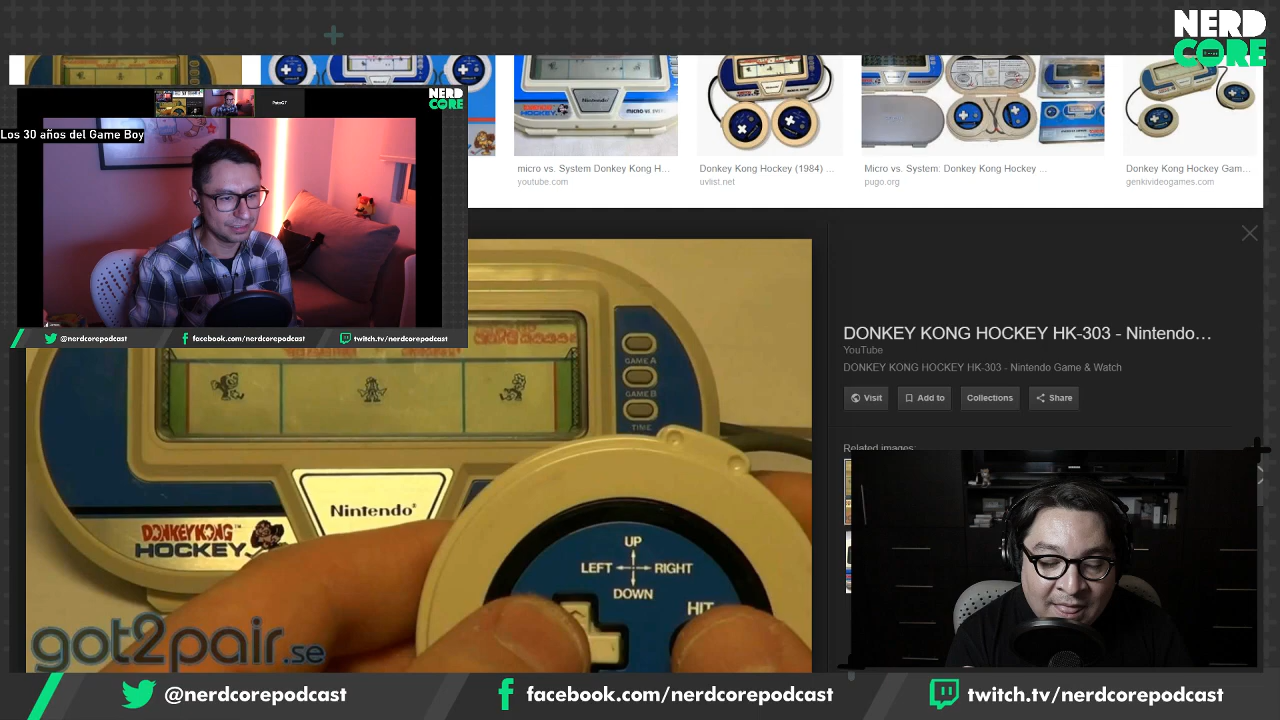 NERD
CORE
NERD
CORE
Los 30 años del Game Boy
@nerdcorepodcast
facebook.com/nerdcorepodcast
twitch.tv/nerdcorepodcast
micro vs. System Donkey Kong H...
youtube.com
Donkey Kong Hockey (1984) ...
uvlist.net
Micro vs. System: Donkey Kong Hockey ...
pugo.org
Donkey Kong Hockey Gam...
genkivideogames.com
DONKEY KONG HOCKEY HK-303 - Nintendo...
YouTube
DONKEY KONG HOCKEY HK-303 - Nintendo Game & Watch
Visit
Add to
Collections
Share
Related images:
GAME A
GAME B
TIME
Nintendo
DONKEY KONG
HOCKEY
UP
LEFT
RIGHT
DOWN
HIT
got2pair.se
@nerdcorepodcast
facebook.com/nerdcorepodcast
twitch.tv/nerdcorepodcast